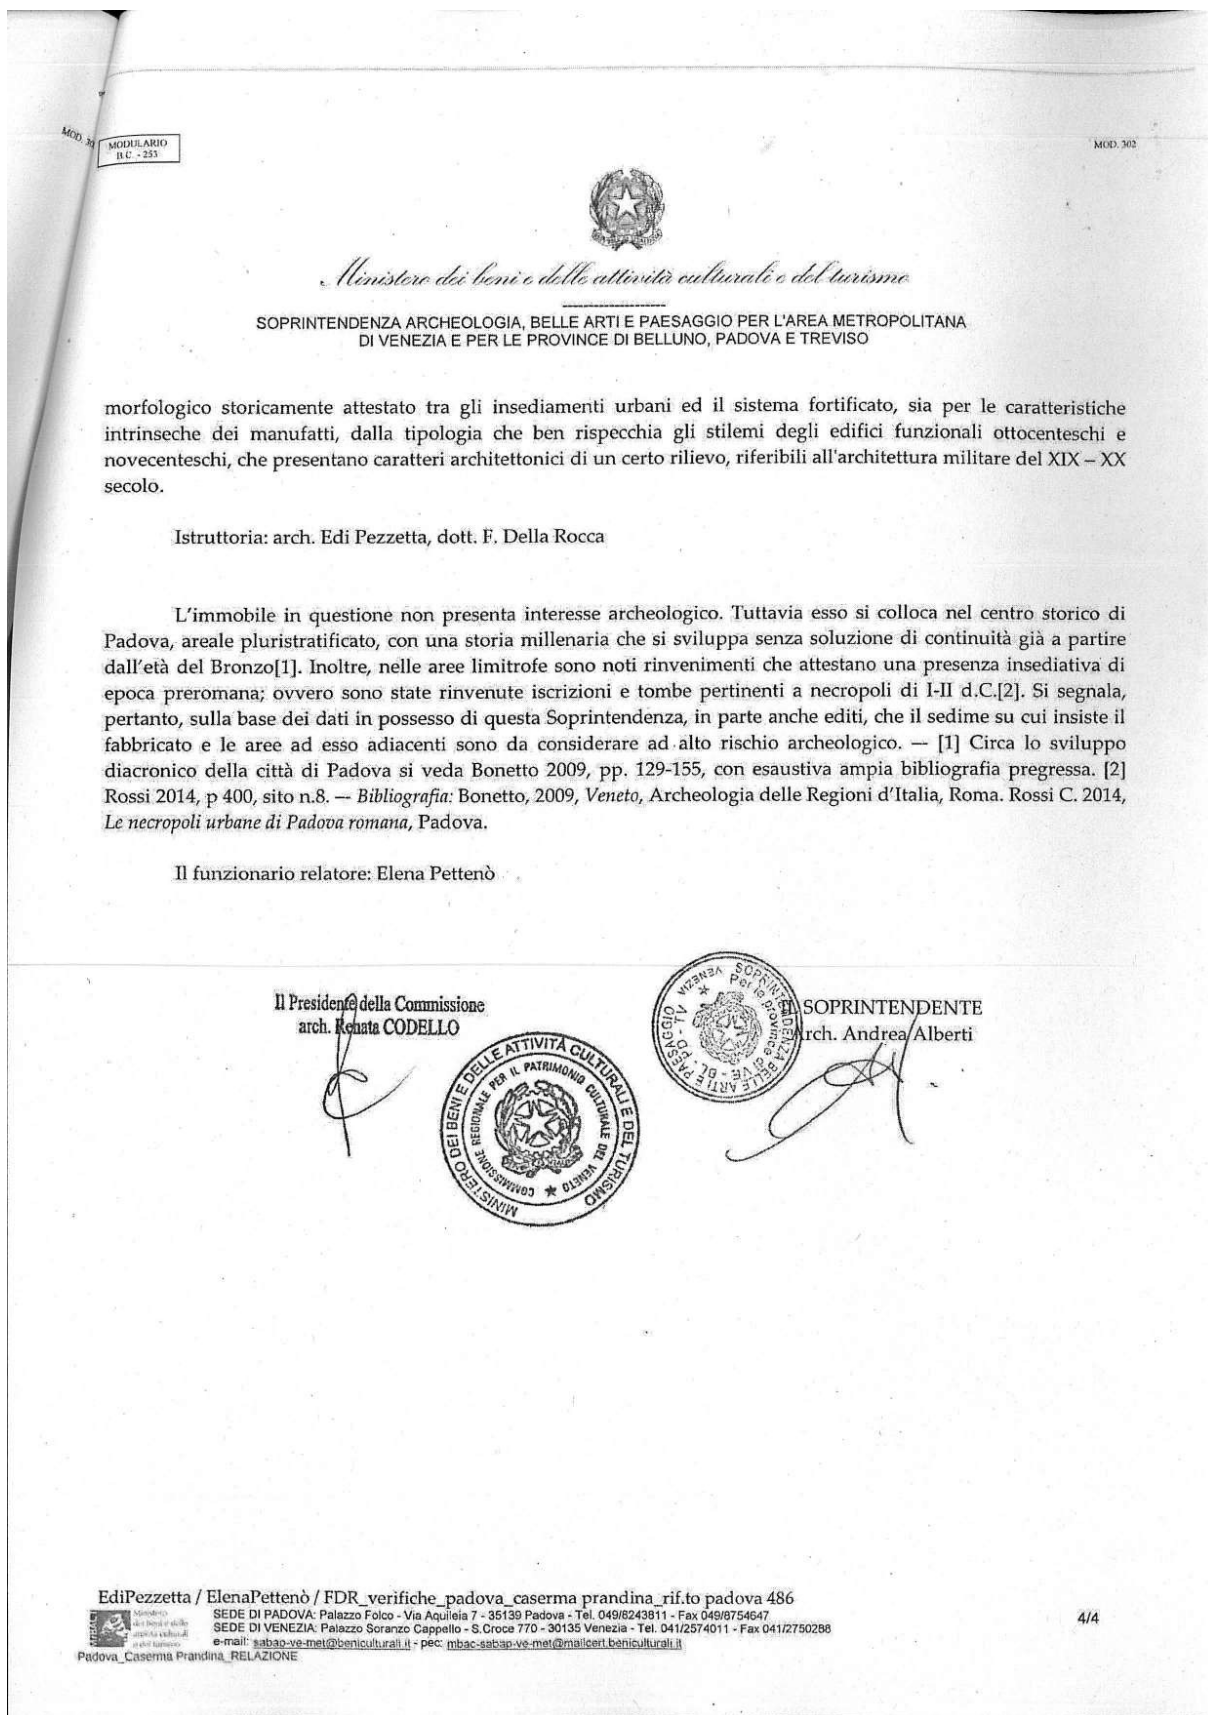 MOD. 30
MODULARIO
B.C. - 253
MOD. 302
Ministero dei beni e delle attività culturali e del turismo
SOPRINTENDENZA ARCHEOLOGIA, BELLE ARTI E PAESAGGIO PER L'AREA METROPOLITANA
DI VENEZIA E PER LE PROVINCE DI BELLUNO, PADOVA E TREVISO
morfologico storicamente attestato tra gli insediamenti urbani ed il sistema fortificato, sia per le caratteristiche
intrinseche dei manufatti, dalla tipologia che ben rispecchia gli stilemi degli edifici funzionali ottocenteschi e
novecenteschi, che presentano caratteri architettonici di un certo rilievo, riferibili all'architettura militare del XIX – XX
secolo.
Istruttoria: arch. Edi Pezzetta, dott. F. Della Rocca
L'immobile in questione non presenta interesse archeologico. Tuttavia esso si colloca nel centro storico di
Padova, areale pluristratificato, con una storia millenaria che si sviluppa senza soluzione di continuità già a partire
dall'età del Bronzo[1]. Inoltre, nelle aree limitrofe sono noti rinvenimenti che attestano una presenza insediativa di
epoca preromana; ovvero sono state rinvenute iscrizioni e tombe pertinenti a necropoli di I-II d.C.[2]. Si segnala,
pertanto, sulla base dei dati in possesso di questa Soprintendenza, in parte anche editi, che il sedime su cui insiste il
fabbricato e le aree ad esso adiacenti sono da considerare ad alto rischio archeologico. — [1] Circa lo sviluppo
diacronico della città di Padova si veda Bonetto 2009, pp. 129-155, con esaustiva ampia bibliografia pregressa. [2]
Rossi 2014, p 400, sito n.8. — Bibliografia: Bonetto, 2009, Veneto, Archeologia delle Regioni d'Italia, Roma. Rossi C. 2014,
Le necropoli urbane di Padova romana, Padova.
Il funzionario relatore: Elena Pettenò
Il Presidente della Commissione
arch. Renata CODELLO
MINISTERO DEI BENI E DELLE ATTIVITÀ CULTURALI E DEL TURISMO
COMMISSIONE REGIONALE PER IL PATRIMONIO CULTURALE DEL VENETO
SOPRINTENDENZA BELLE ARTI E PAESAGGIO VENEZIA
Per le province di VE - BL - PD - TV
IL SOPRINTENDENTE
Arch. Andrea Alberti
EdiPezzetta / ElenaPettenò / FDR_verifiche_padova_caserma prandina_rif.to padova 486
SEDE DI PADOVA: Palazzo Folco - Via Aquileia 7 - 35139 Padova - Tel. 049/8243811 - Fax 049/8754647
SEDE DI VENEZIA: Palazzo Soranzo Cappello - S.Croce 770 - 30135 Venezia - Tel. 041/2574011 - Fax 041/2750288
e-mail: sabap-ve-met@beniculturali.it - pec: mbac-sabap-ve-met@mailcert.beniculturali.it
Padova_Caserma Prandina_RELAZIONE
4/4